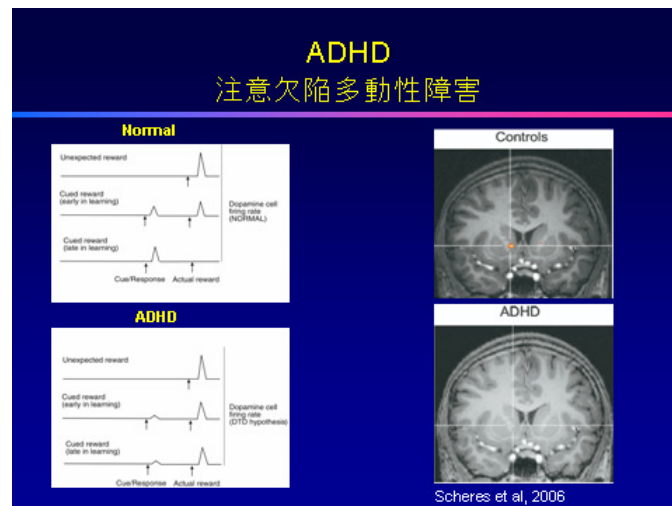 ADHD
注意欠陥多動性障害
Normal
Unexpected reward
Cued reward
(early in learning)
Cued reward
(late in learning)
Dopamine cell
firing rate
(NORMAL)
Cue/Response
Actual reward
ADHD
Unexpected reward
Cued reward
(early in learning)
Cued reward
(late in learning)
Dopamine cell
firing rate
(DTD hypothesis)
Cue/Response
Actual reward
Controls
ADHD
Scheres et al, 2006